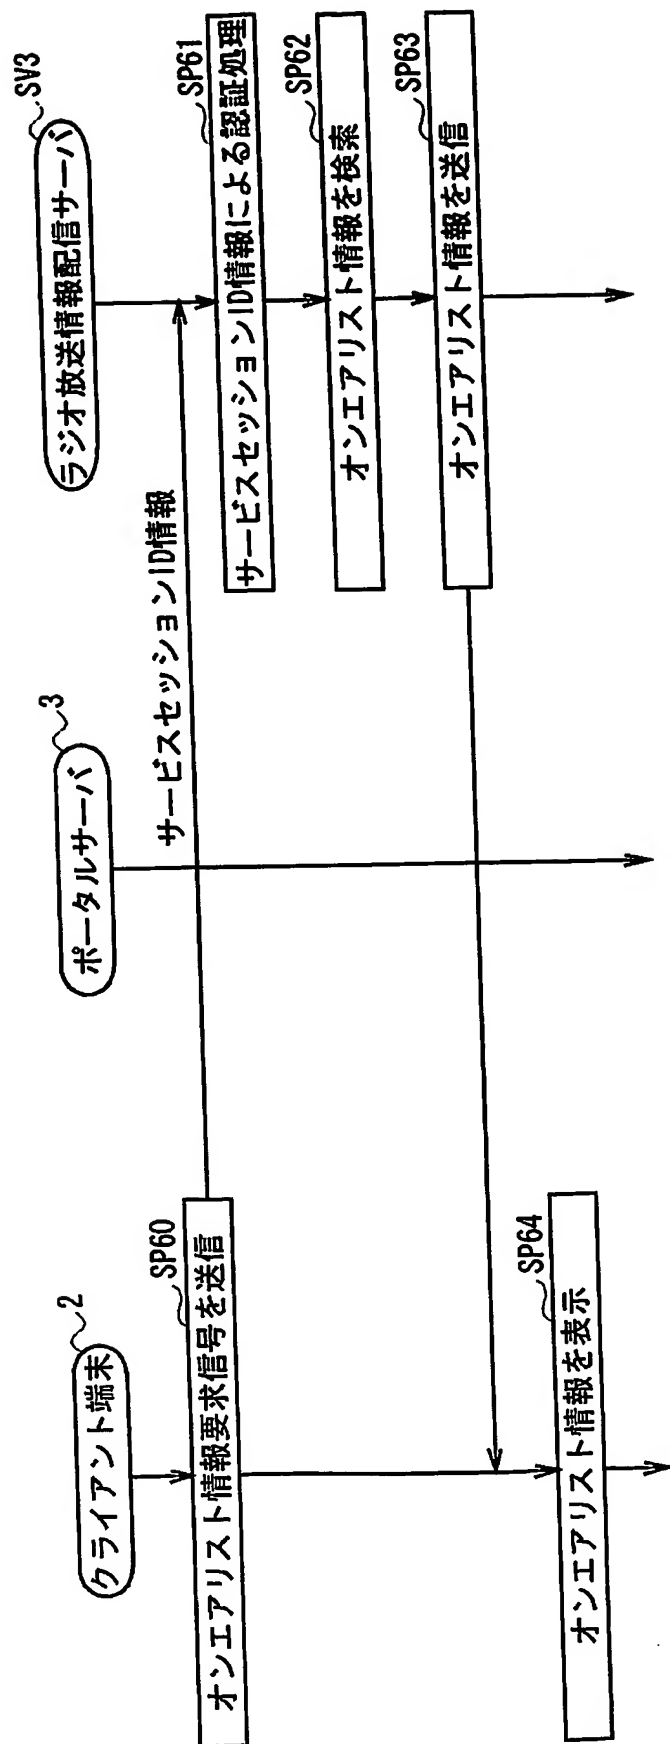 クライアント端末
2
ポータルサーバ
3
ラジオ放送情報配信サーバ
SV3
SP60
オンエアリスト情報要求信号を送信
サービスセッションID情報
SP61
サービスセッションID情報による認証処理
SP62
オンエアリスト情報を検索
SP63
オンエアリスト情報を送信
SP64
オンエアリスト情報を表示